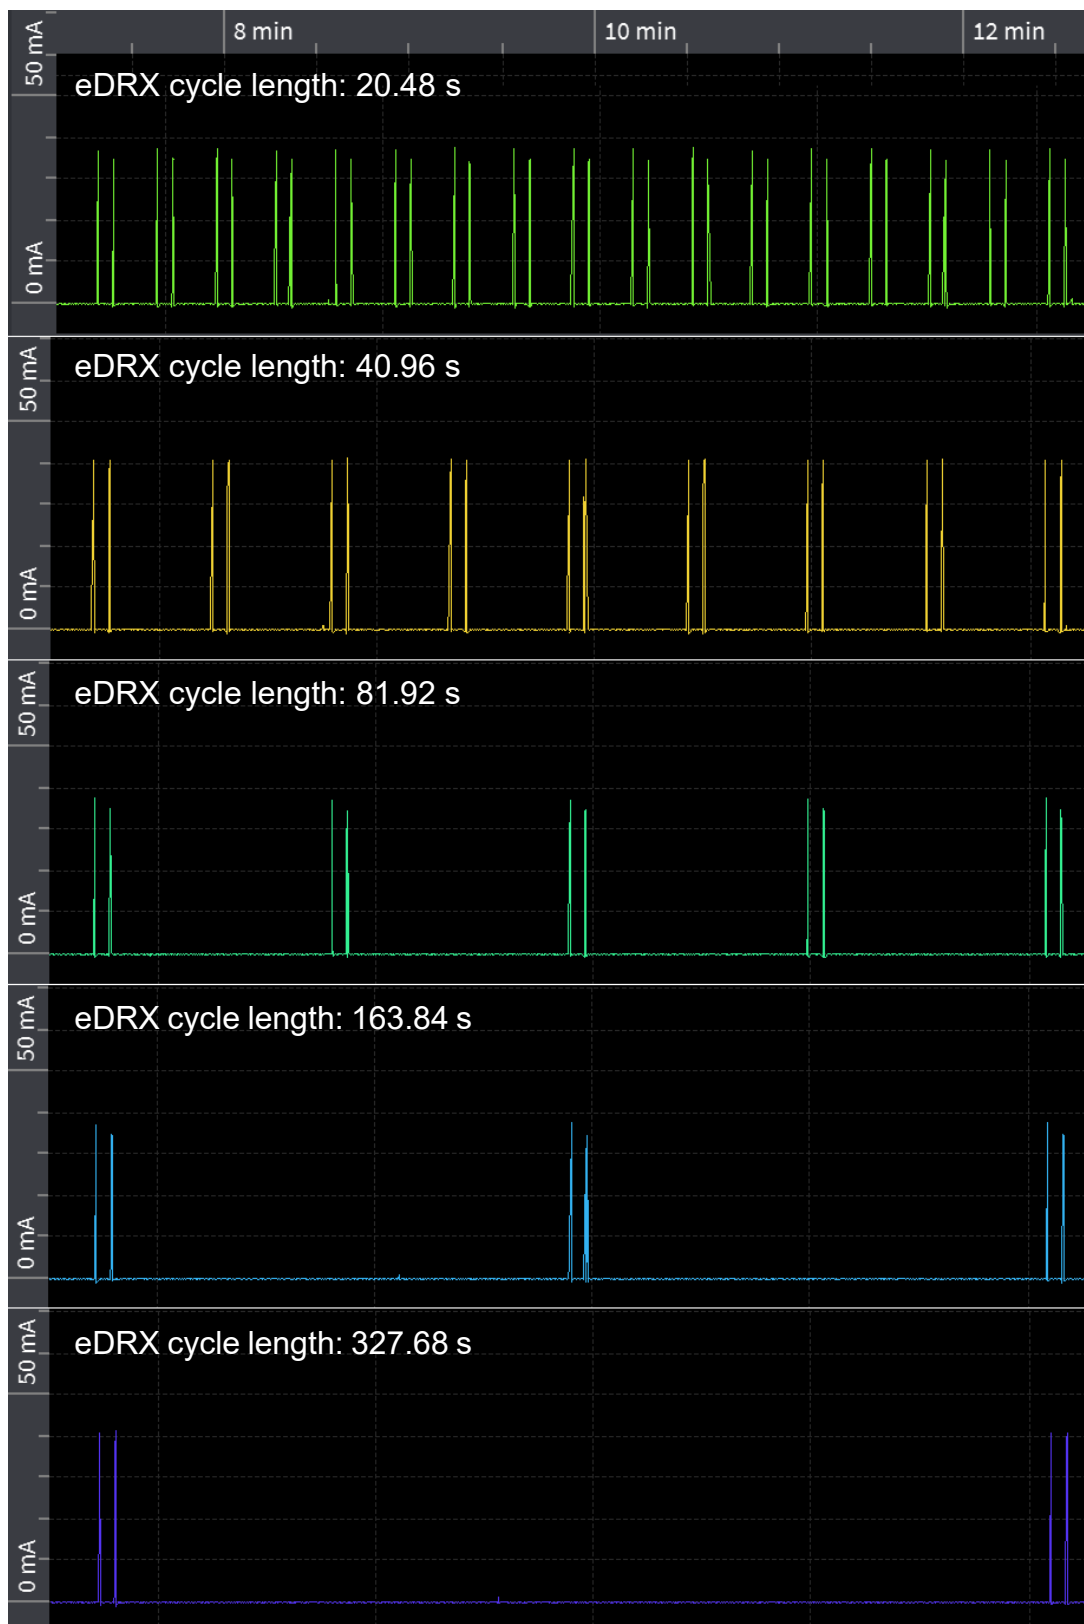 8 min
10 min
12 min
50 mA
eDRX cycle length: 20.48 s
0 mA
50 mA
eDRX cycle length: 40.96 s
0 mA
50 mA
eDRX cycle length: 81.92 s
0 mA
50 mA
eDRX cycle length: 163.84 s
0 mA
50 mA
eDRX cycle length: 327.68 s
0 mA